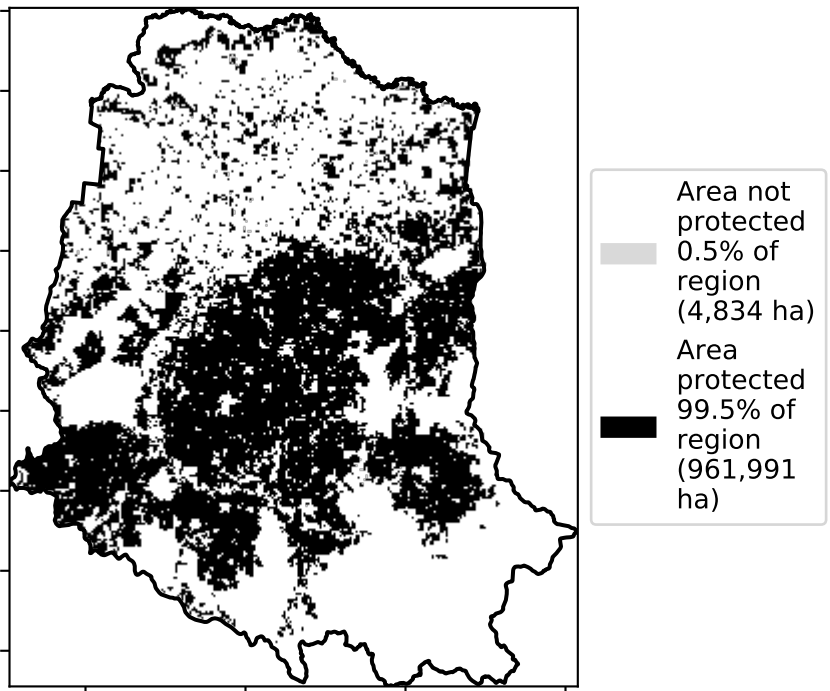 Area not
protected
0.5% of
region
(4,834 ha)
Area
protected
99.5% of
region
(961,991
ha)